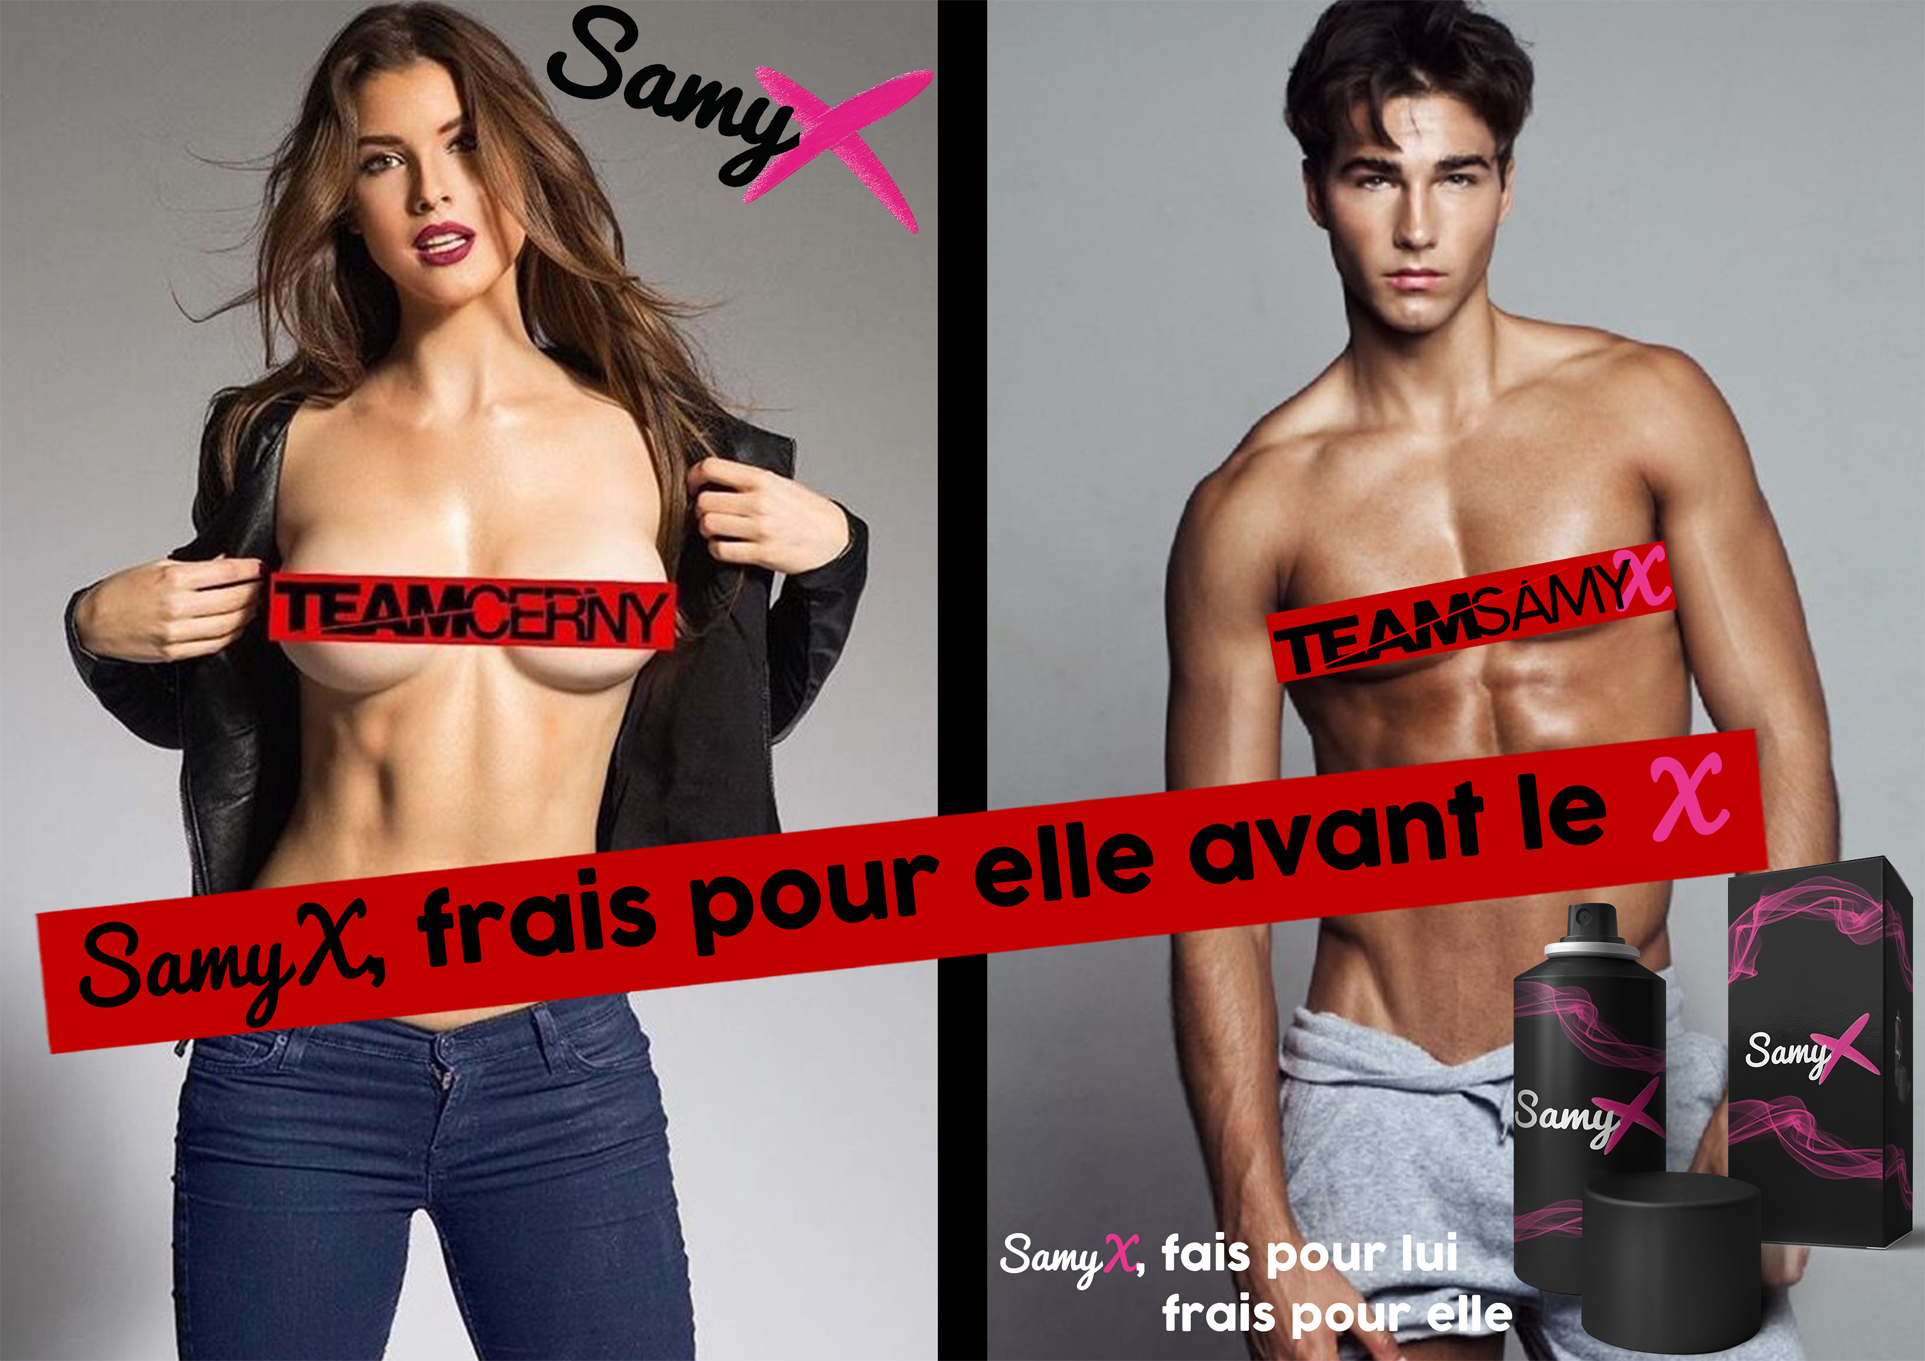 SamyX
TEAMCERNY
TEAMSAMYX
SamyX, frais pour elle avant le X
SamyX
SamyX
SamyX, fais pour lui
frais pour elle